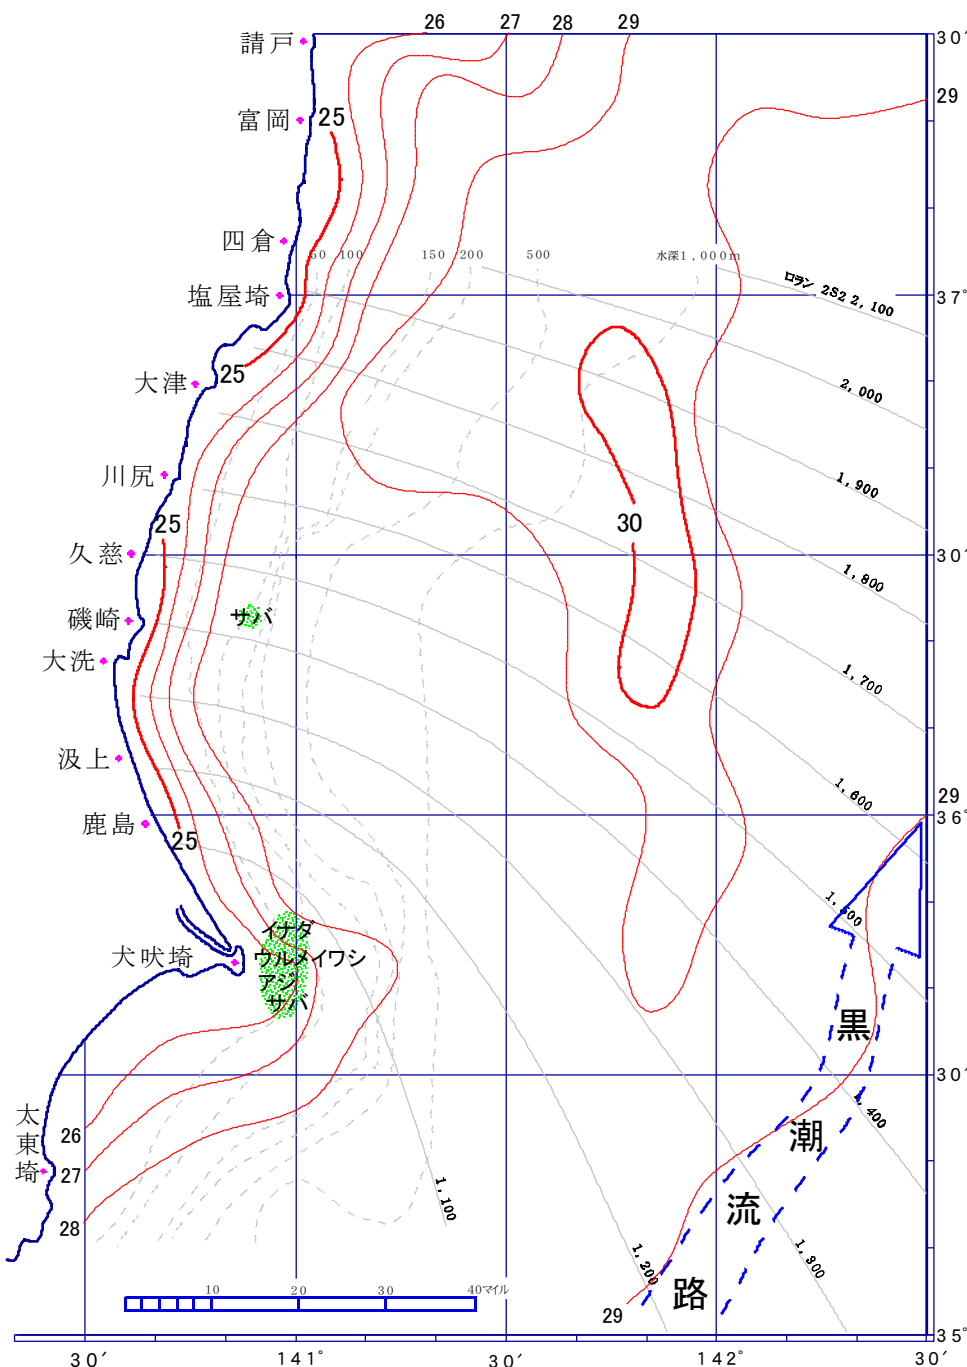 26 27 28 29
30′
29
請戸
富岡
25
四倉
50 100 150 200 500 水深1,000m
塩屋埼
ロラン 2S2 2,100
37°
25
大津
2,000
川尻
1,900
25
30
久慈
30′
1,800
サバ
磯崎
大洗
1,700
汲上
1,600
29
鹿島
36°
25
1,500
イナダ
犬吠埼
ウルメイワシ
アジ
サバ
黒
潮
流
路
30′
1,400
太東埼
26
27
28
1,100
1,200
1,300
29
10 20 30 40マイル
35°
30′ 141° 30′ 142° 30′